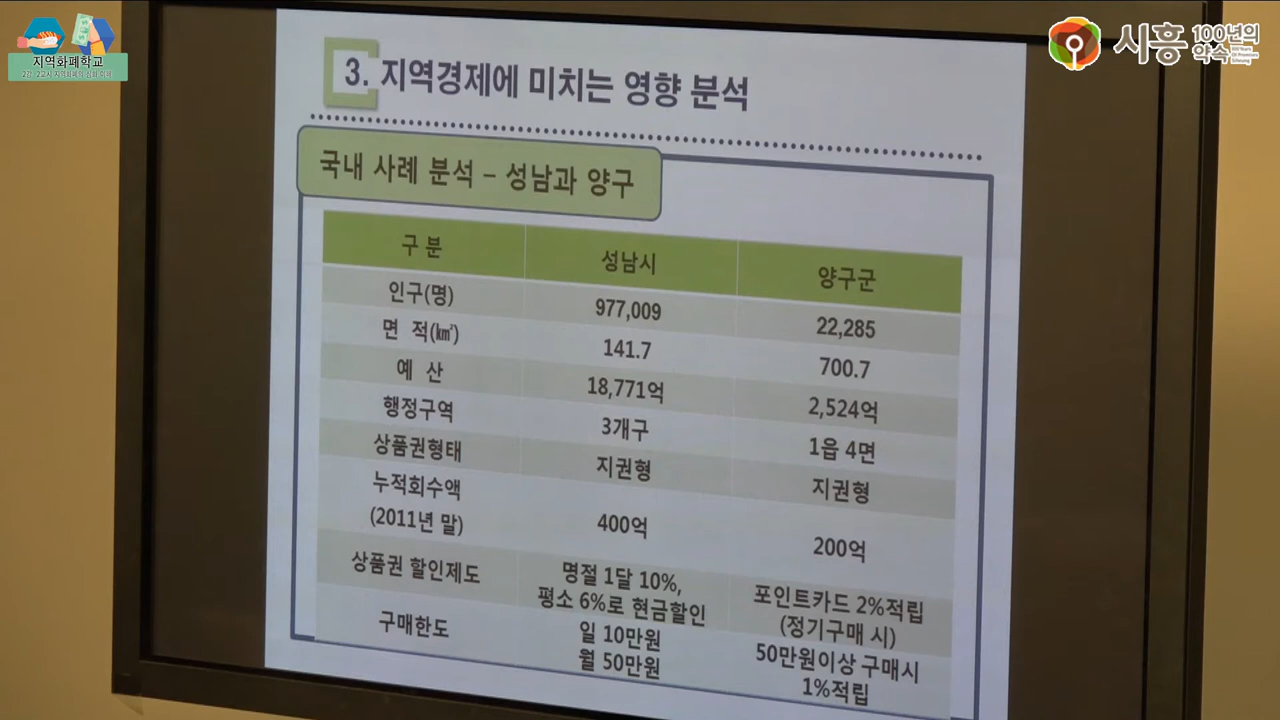 지역화폐학교
시흥 100년의 약속
3. 지역경제에 미치는 영향 분석
국내 사례 분석 – 성남과 양구
구 분 성남시 양구군
인구(명) 977,009 22,285
면 적(㎢) 141.7 700.7
예 산 18,771억 2,524억
행정구역 3개구 1읍 4면
상품권형태 지권형 지권형
누적회수액
(2011년 말) 400억 200억
상품권 할인제도 명절 1달 10%,
평소 6%로 현금할인
포인트카드 2%적립
(정기구매 시)
구매한도 일 10만원
월 50만원
50만원이상 구매시
1%적립